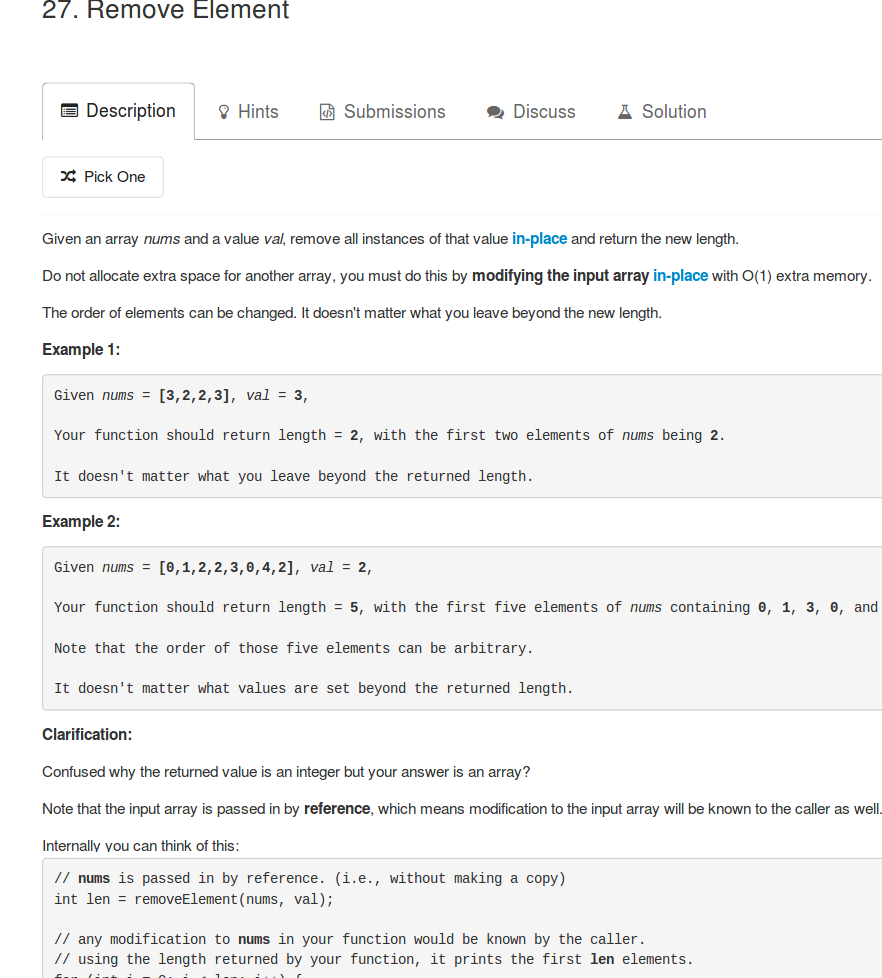 27. Remove Element
Description
Hints
Submissions
Discuss
Solution
Pick One
Given an array nums and a value val, remove all instances of that value in-place and return the new length.
Do not allocate extra space for another array, you must do this by modifying the input array in-place with O(1) extra memory.
The order of elements can be changed. It doesn't matter what you leave beyond the new length.
Example 1:
Given nums = [3,2,2,3], val = 3,
Your function should return length = 2, with the first two elements of nums being 2.
It doesn't matter what you leave beyond the returned length.
Example 2:
Given nums = [0,1,2,2,3,0,4,2], val = 2,
Your function should return length = 5, with the first five elements of nums containing 0, 1, 3, 0, and
Note that the order of those five elements can be arbitrary.
It doesn't matter what values are set beyond the returned length.
Clarification:
Confused why the returned value is an integer but your answer is an array?
Note that the input array is passed in by reference, which means modification to the input array will be known to the caller as well.
Internally you can think of this:
// nums is passed in by reference. (i.e., without making a copy)
int len = removeElement(nums, val);
// any modification to nums in your function would be known by the caller.
// using the length returned by your function, it prints the first len elements.